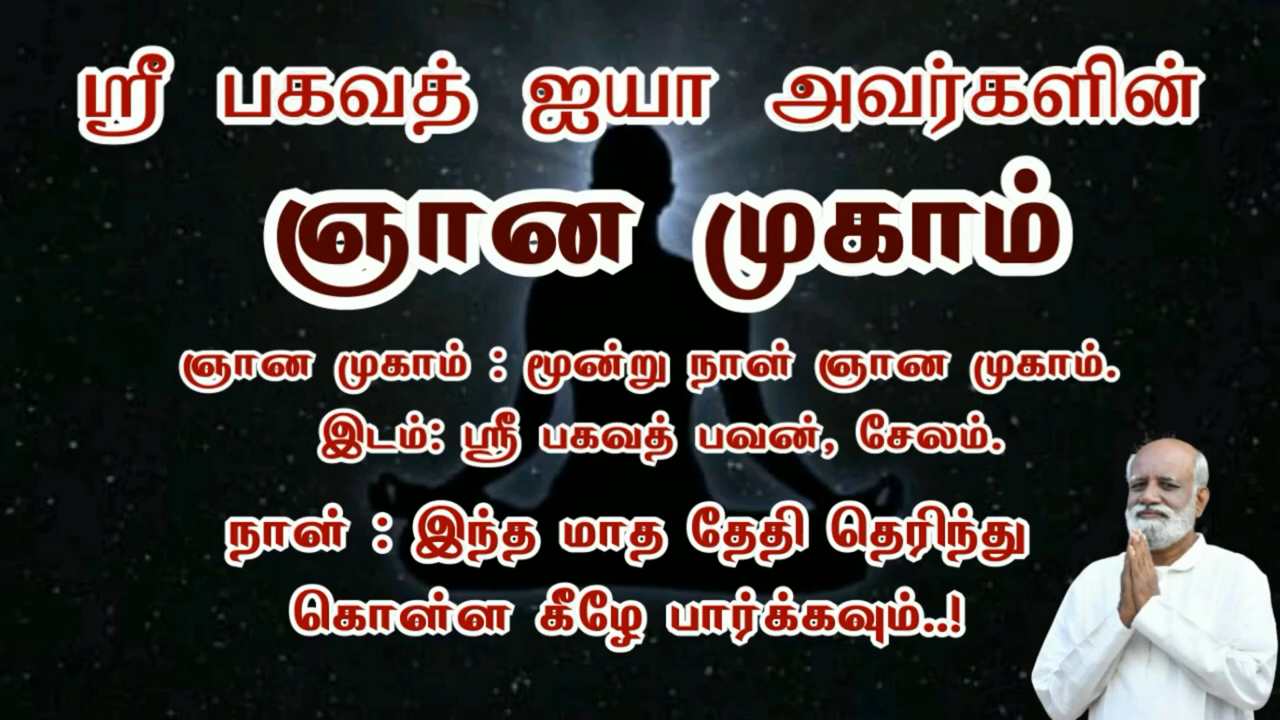 ஸ்ரீ பகவத் ஐயா அவர்களின்
ஞான முகாம்
ஞான முகாம் : மூன்று நாள் ஞான முகாம்.
இடம்: ஸ்ரீ பகவத் பவன், சேலம்.
நாள் : இந்த மாத தேதி தெரிந்து
கொள்ள கீழே பார்க்கவும்..!